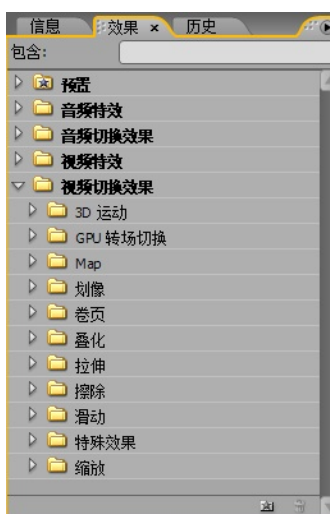 信息 效果 × 历史
包含:
预置
音频特效
音频切换效果
视频特效
视频切换效果
3D 运动
GPU 转场切换
Map
划像
卷页
叠化
拉伸
擦除
滑动
特殊效果
缩放